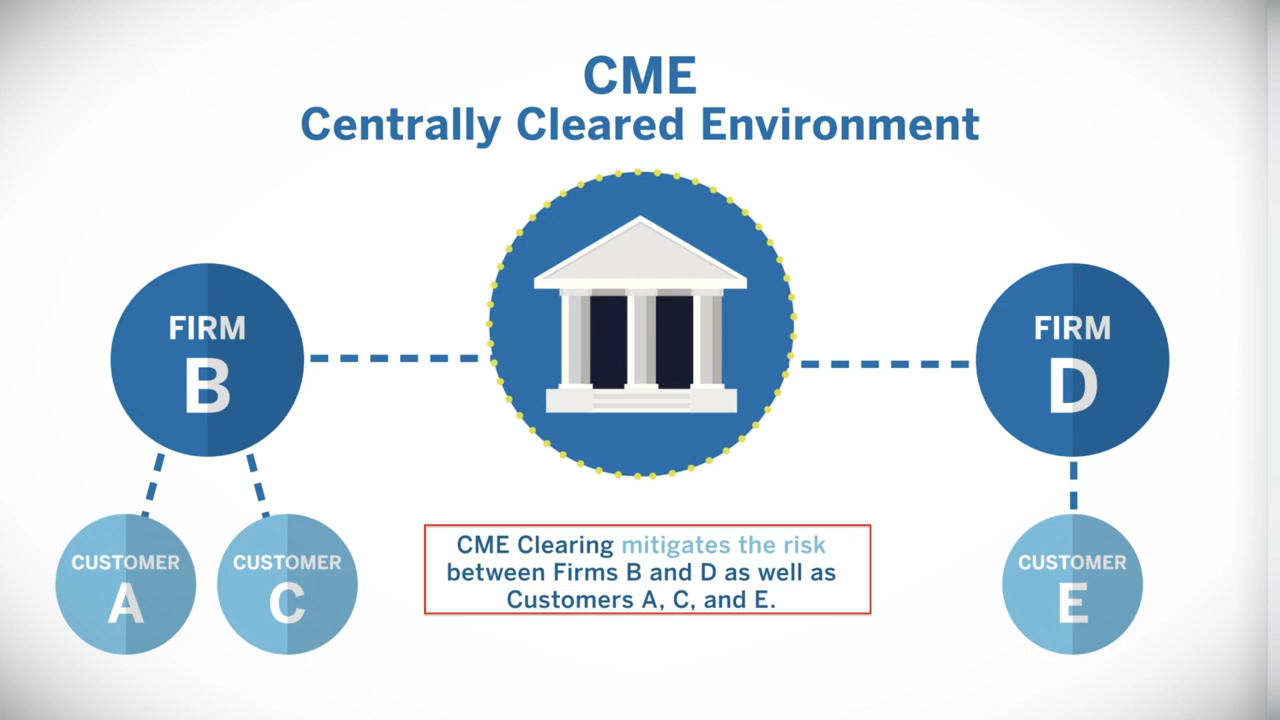 CME
Centrally Cleared Environment
FIRM
B
FIRM
D
CUSTOMER
A
CUSTOMER
C
CME Clearing mitigates the risk
between Firms B and D as well as
Customers A, C, and E.
CUSTOMER
E